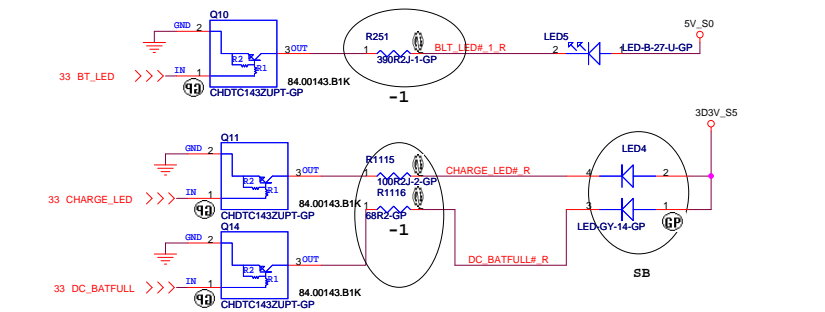 Q10
GND 2
3 OUT
R2
R1
33 BT_LED
IN 1
84.00143.B1K
CHDTC143ZUPT-GP
R251
1
390R2J-1-GP
-1
BLT_LED#_1_R
LED5
2
1
LED-B-27-U-GP
5V_S0
3D3V_S5
Q11
GND 2
3 OUT
R2
R1
33 CHARGE_LED
IN 1
84.00143.B1K
CHDTC143ZUPT-GP
R1115
1
100R2J-2-GP
CHARGE_LED#_R
R1116
1
68R2-GP
-1
LED4
4
2
3
1
LED-GY-14-GP
GP
SB
Q14
GND 2
3 OUT
R2
R1
33 DC_BATFULL
IN 1
84.00143.B1K
CHDTC143ZUPT-GP
DC_BATFULL#_R